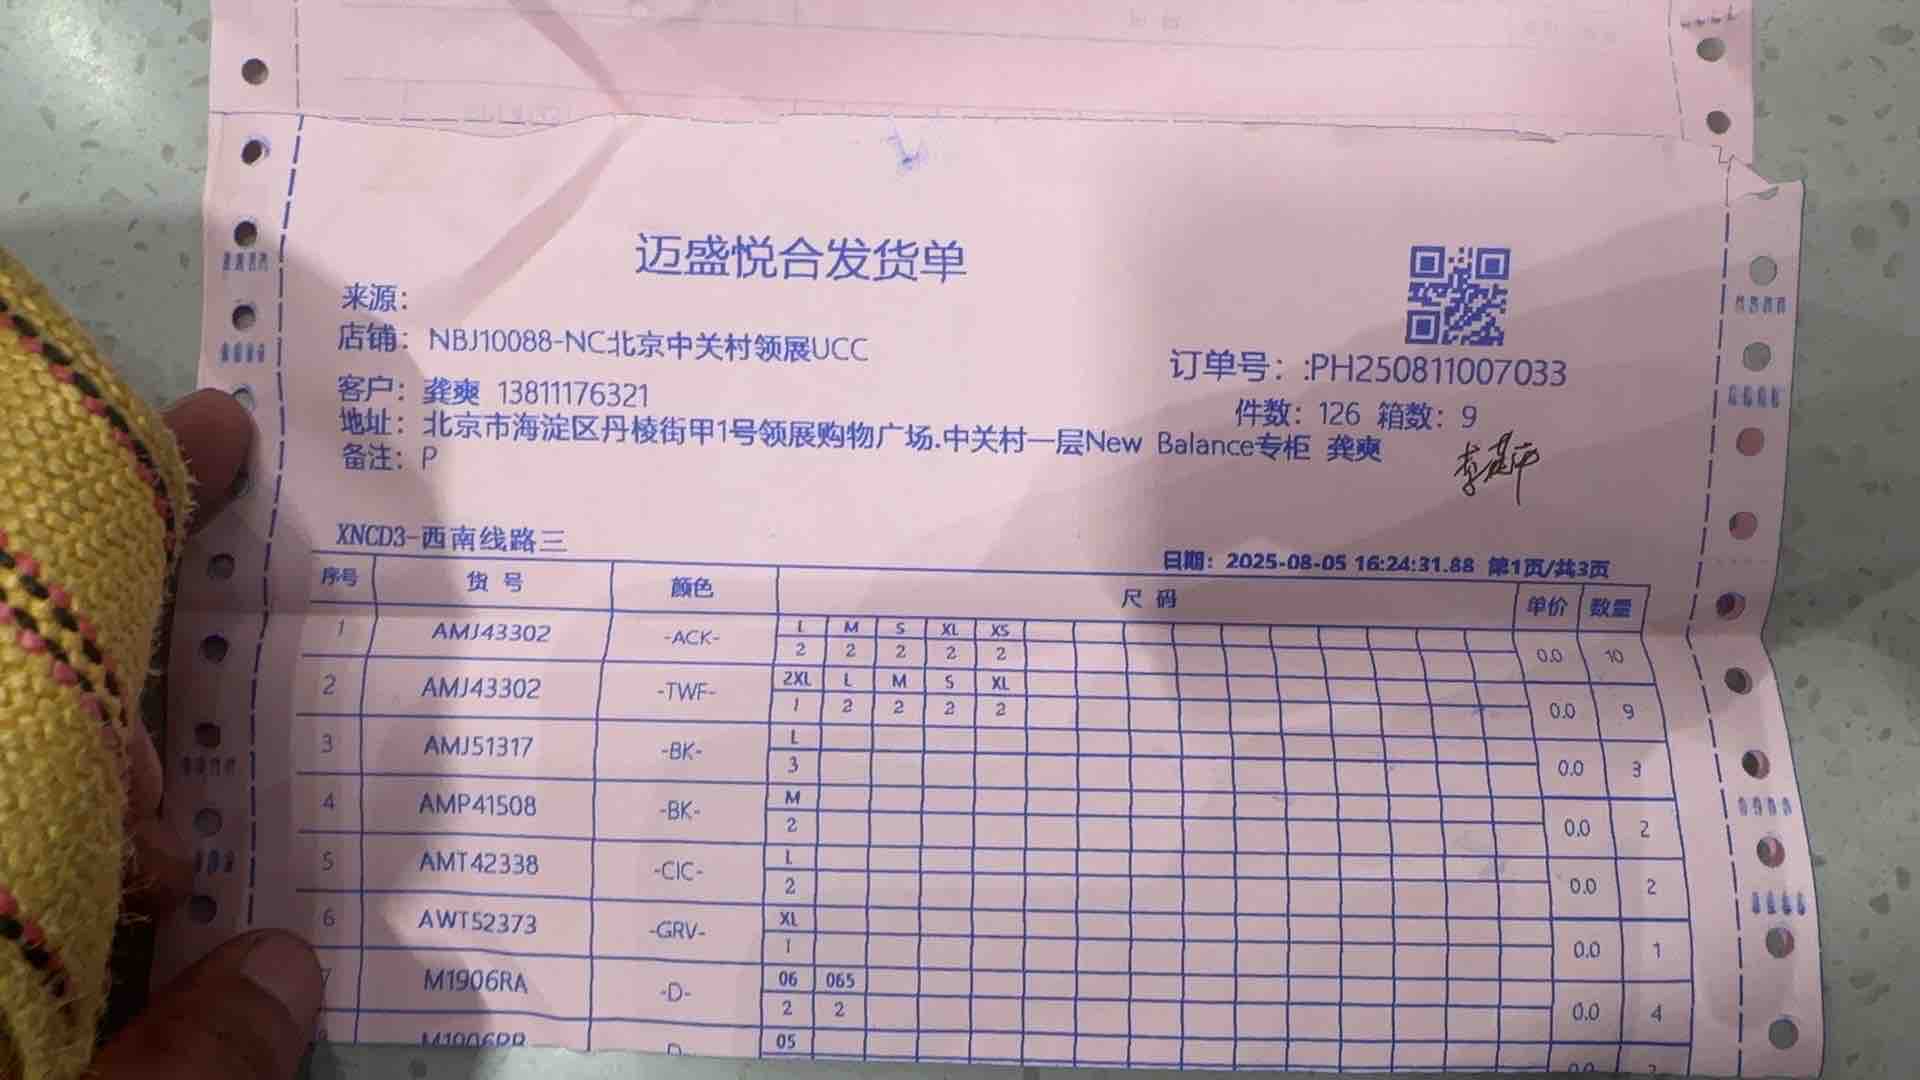 迈盛悦合发货单
来源：
店铺： NBJ10088-NC北京中关村领展UCC
订单号：:PH250811007033
客户： 龚爽 13811176321
件数：126 箱数：9
地址： 北京市海淀区丹棱街甲1号领展购物广场.中关村一层New Balance专柜 龚爽
备注： P
XNCD3-西南线路三
日期：2025-08-05 16:24:31.88 第1页/共3页
序号 货号 颜色 尺码 单价 数量
1 AMJ43302 -ACK- L M S XL XS
2 2 2 2 2 0.0 10
2 AMJ43302 -TWF- 2XL L M S XL
1 2 2 2 2 0.0 9
3 AMJ51317 -BK- L
3 0.0 3
4 AMP41508 -BK- M
2 0.0 2
5 AMT42338 -CIC- L
2 0.0 2
6 AWT52373 -GRV- XL
1 0.0 1
7 M1906RA -D- 06 065
2 2 0.0 4
05